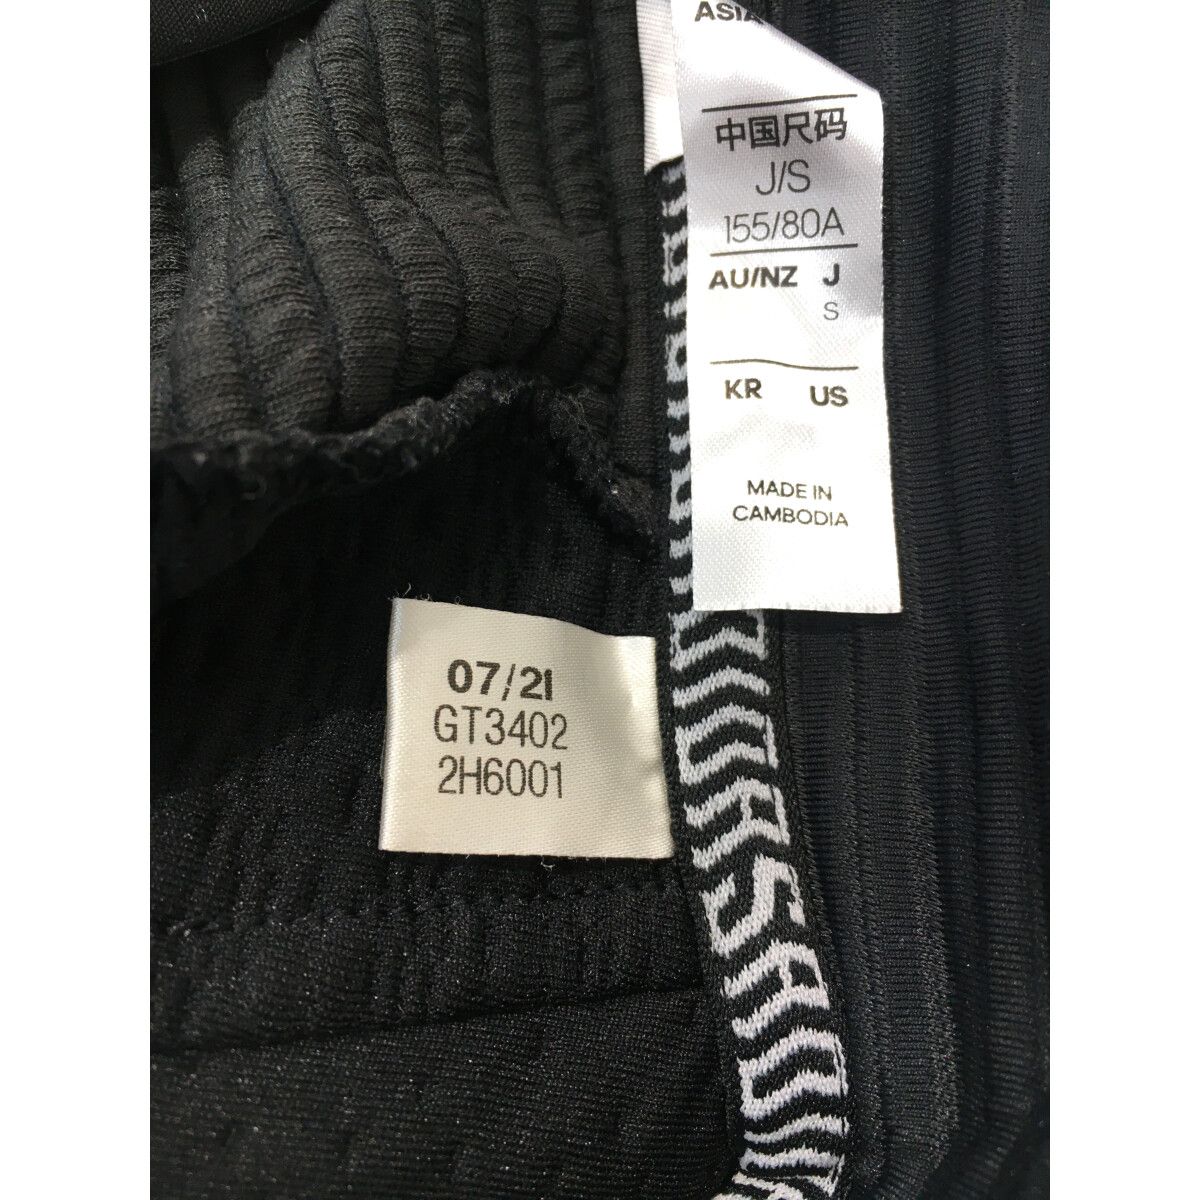 ASIA
中国尺码
J/S
155/80A
AU/NZ J
S
KR US
MADE IN
CAMBODIA
07/21
GT3402
2H6001